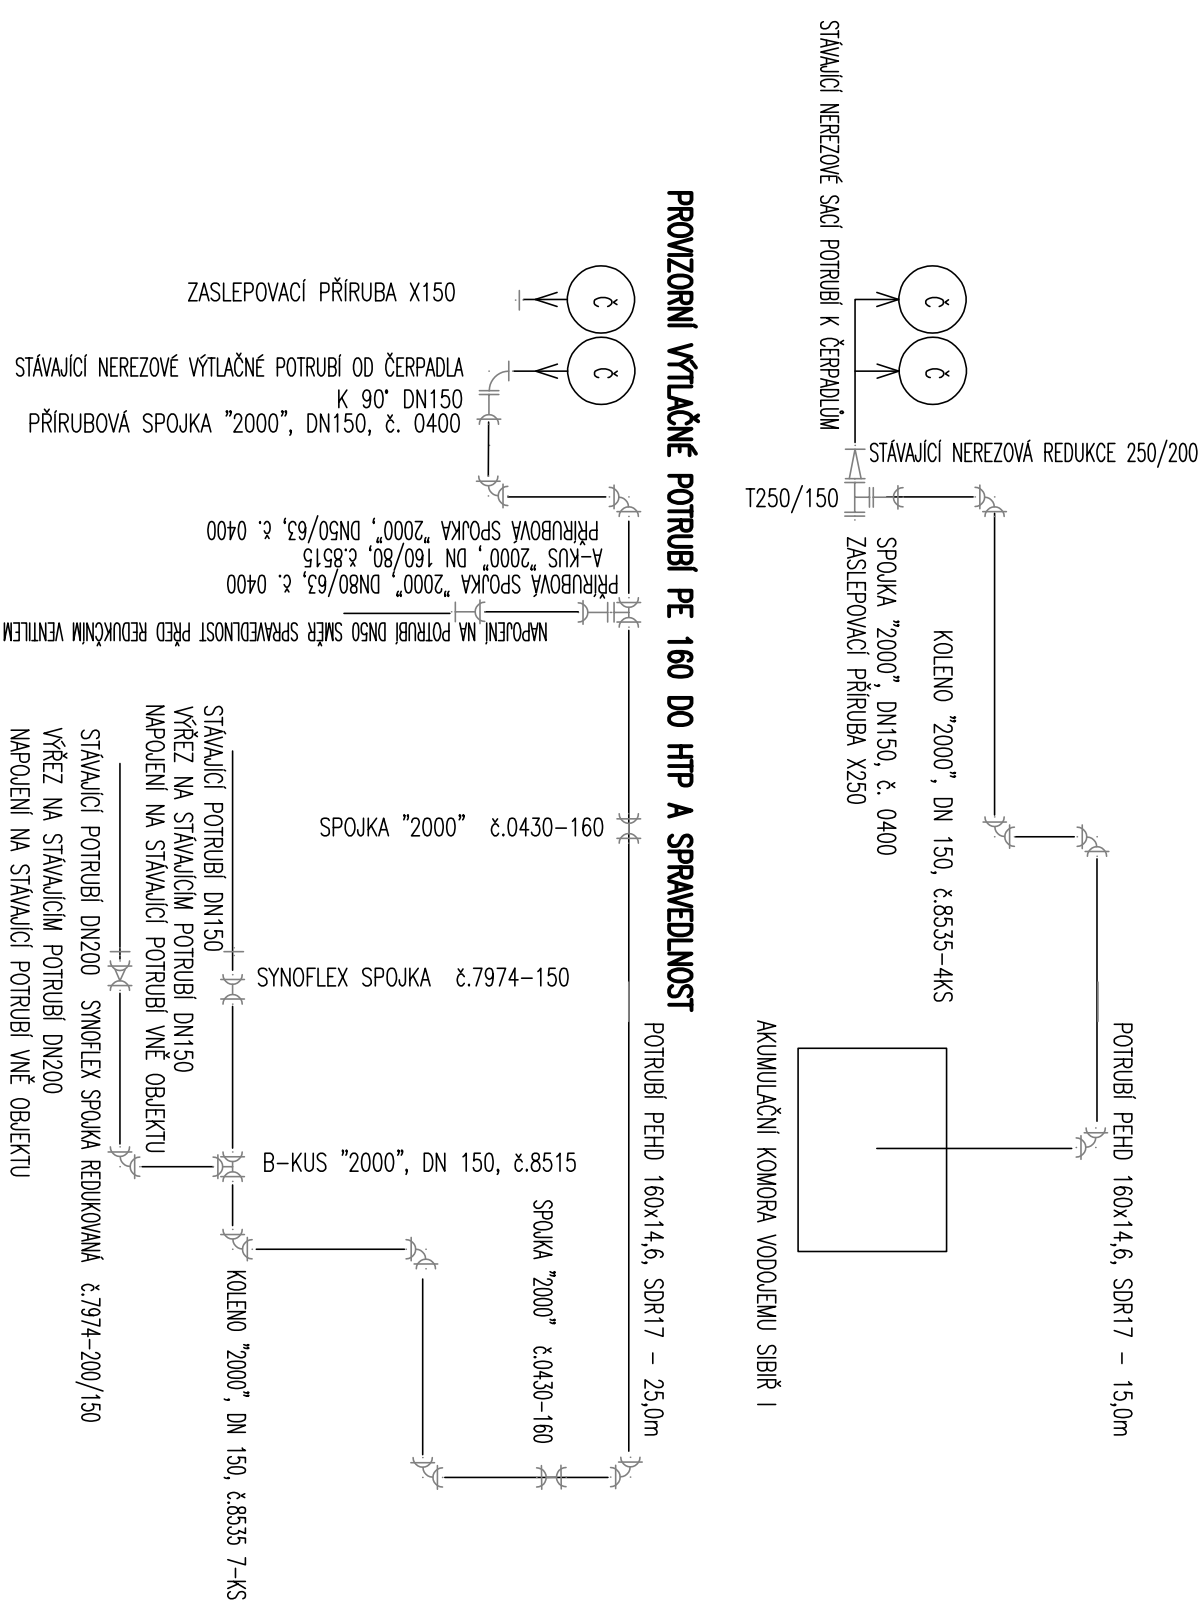 STÁVAJÍCÍ NEREZOVÉ SACÍ POTRUBÍ K ČERPADLŮM
Č
Č
STÁVAJÍCÍ NEREZOVÁ REDUKCE 250/200
T250/150
SPOJKA "2000", DN150, č. 0400
ZASLEPOVACÍ PŘÍRUBA X250
KOLENO "2000", DN 150, č.8535-4KS
POTRUBÍ PEHD 160x14,6, SDR17 - 15,0m
AKUMULAČNÍ KOMORA VODOJEMU SIBIŘ I
PROVIZORNÍ VÝTLAČNÉ POTRUBÍ PE 160 DO HTP A SPRAVEDLNOST
Č
Č
ZASLEPOVACÍ PŘÍRUBA X150
STÁVAJÍCÍ NEREZOVÉ VÝTLAČNÉ POTRUBÍ OD ČERPADLA
K 90° DN150
PŘÍRUBOVÁ SPOJKA "2000", DN150, č. 0400
PŘÍRUBOVÁ SPOJKA "2000", DN50/63, č. 0400
A-KUS "2000", DN 160/80, č.8515
PŘÍRUBOVÁ SPOJKA "2000", DN80/63, č. 0400
NAPOJENÍ NA POTRUBÍ DN50 SMĚR SPRAVEDLNOST PŘED REDUKČNÍM VENTILEM
SPOJKA "2000" č.0430-160
POTRUBÍ PEHD 160x14,6, SDR17 - 25,0m
SPOJKA "2000" č.0430-160
STÁVAJÍCÍ POTRUBÍ DN150
VÝŘEZ NA STÁVAJÍCÍM POTRUBÍ DN150
NAPOJENÍ NA STÁVAJÍCÍ POTRUBÍ VNĚ OBJEKTU
SYNOFLEX SPOJKA č.7974-150
B-KUS "2000", DN 150, č.8515
KOLENO "2000", DN 150, č.8535 7-KS
STÁVAJÍCÍ POTRUBÍ DN200 SYNOFLEX SPOJKA REDUKOVANÁ č.7974-200/150
VÝŘEZ NA STÁVAJÍCÍM POTRUBÍ DN200
NAPOJENÍ NA STÁVAJÍCÍ POTRUBÍ VNĚ OBJEKTU